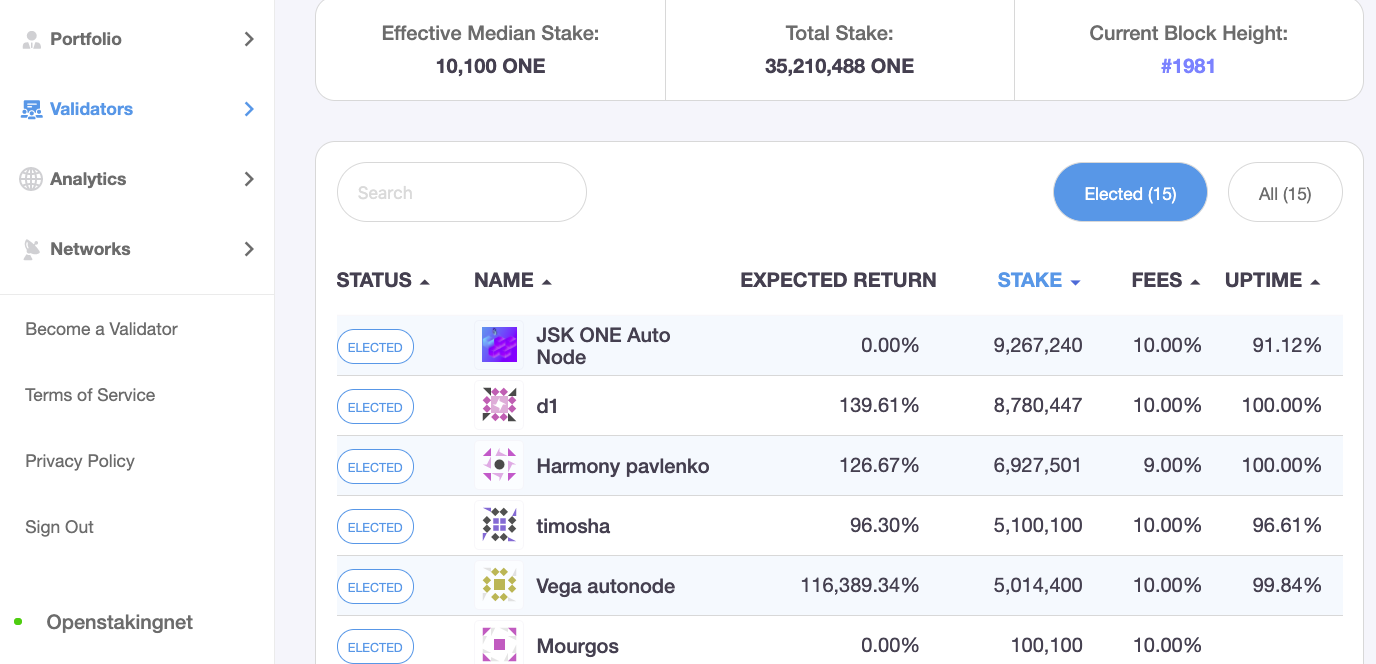 Portfolio
Validators
Analytics
Networks
Become a Validator
Terms of Service
Privacy Policy
Sign Out
Openstakingnet
Effective Median Stake:
10,100 ONE
Total Stake:
35,210,488 ONE
Current Block Height:
#1981
Search
Elected (15)
All (15)
STATUS NAME EXPECTED RETURN STAKE FEES UPTIME
ELECTED JSK ONE Auto Node 0.00% 9,267,240 10.00% 91.12%
ELECTED d1 139.61% 8,780,447 10.00% 100.00%
ELECTED Harmony pavlenko 126.67% 6,927,501 9.00% 100.00%
ELECTED timosha 96.30% 5,100,100 10.00% 96.61%
ELECTED Vega autonode 116,389.34% 5,014,400 10.00% 99.84%
ELECTED Mourgos 0.00% 100,100 10.00%